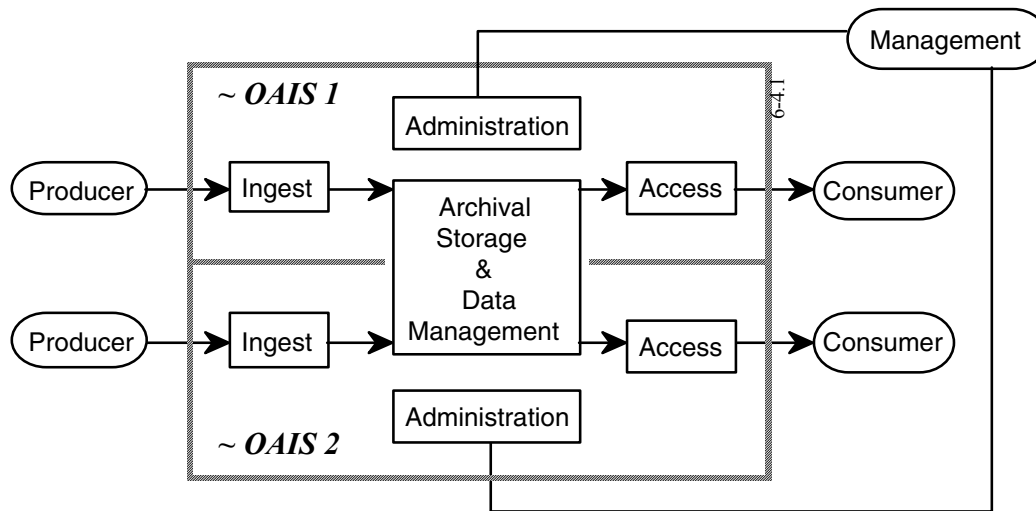 Management
~ OAIS 1
6-4.1
Administration
Producer
Ingest
Archival
Storage
&
Data
Management
Access
Consumer
Producer
Ingest
Access
Consumer
Administration
~ OAIS 2